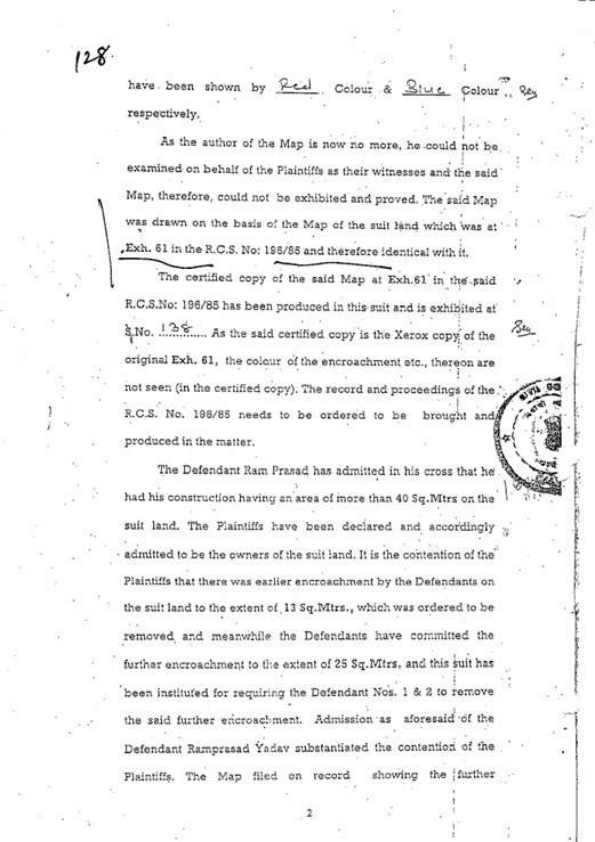 128.
have been shown by Red Colour & Blue Colour
respectively.
As the author of the Map is now no more, he could not be
examined on behalf of the Plaintiffs as their witnesses and the said
Map, therefore, could not be exhibited and proved. The said Map
was drawn on the basis of the Map of the suit land which was at
Exh. 61 in the R.C.S. No: 196/86 and therefore identical with it.
The certified copy of the said Map at Exh.61 in the said
R.C.S.No: 196/85 has been produced in this suit and is exhibited at
S.No. 138 As the said certified copy is the Xerox copy of the
original Exh. 61, the colour of the encroachment etc., thereon are
not seen (in the certified copy). The record and proceedings of the
R.C.S. No. 196/85 needs to be ordered to be brought and
produced in the matter.
The Defendant Ram Prasad has admitted in his cross that he
had his construction having an area of more than 40 Sq.Mtrs on the
suit land. The Plaintiffs have been declared and accordingly
admitted to be the owners of the suit land. It is the contention of the
Plaintiffs that there was earlier encroachment by the Defendants on
the suit land to the extent of 13 Sq.Mtrs., which was ordered to be
removed and meanwhile the Defendants have committed the
further encroachment to the extent of 25 Sq.Mtrs. and this suit has
been instituted for requiring the Defendant Nos. 1 & 2 to remove
the said further encroachment. Admission as aforesaid of the
Defendant Ramprasad Yadav substantiated the contention of the
Plaintiffs. The Map filed on record showing the further
2